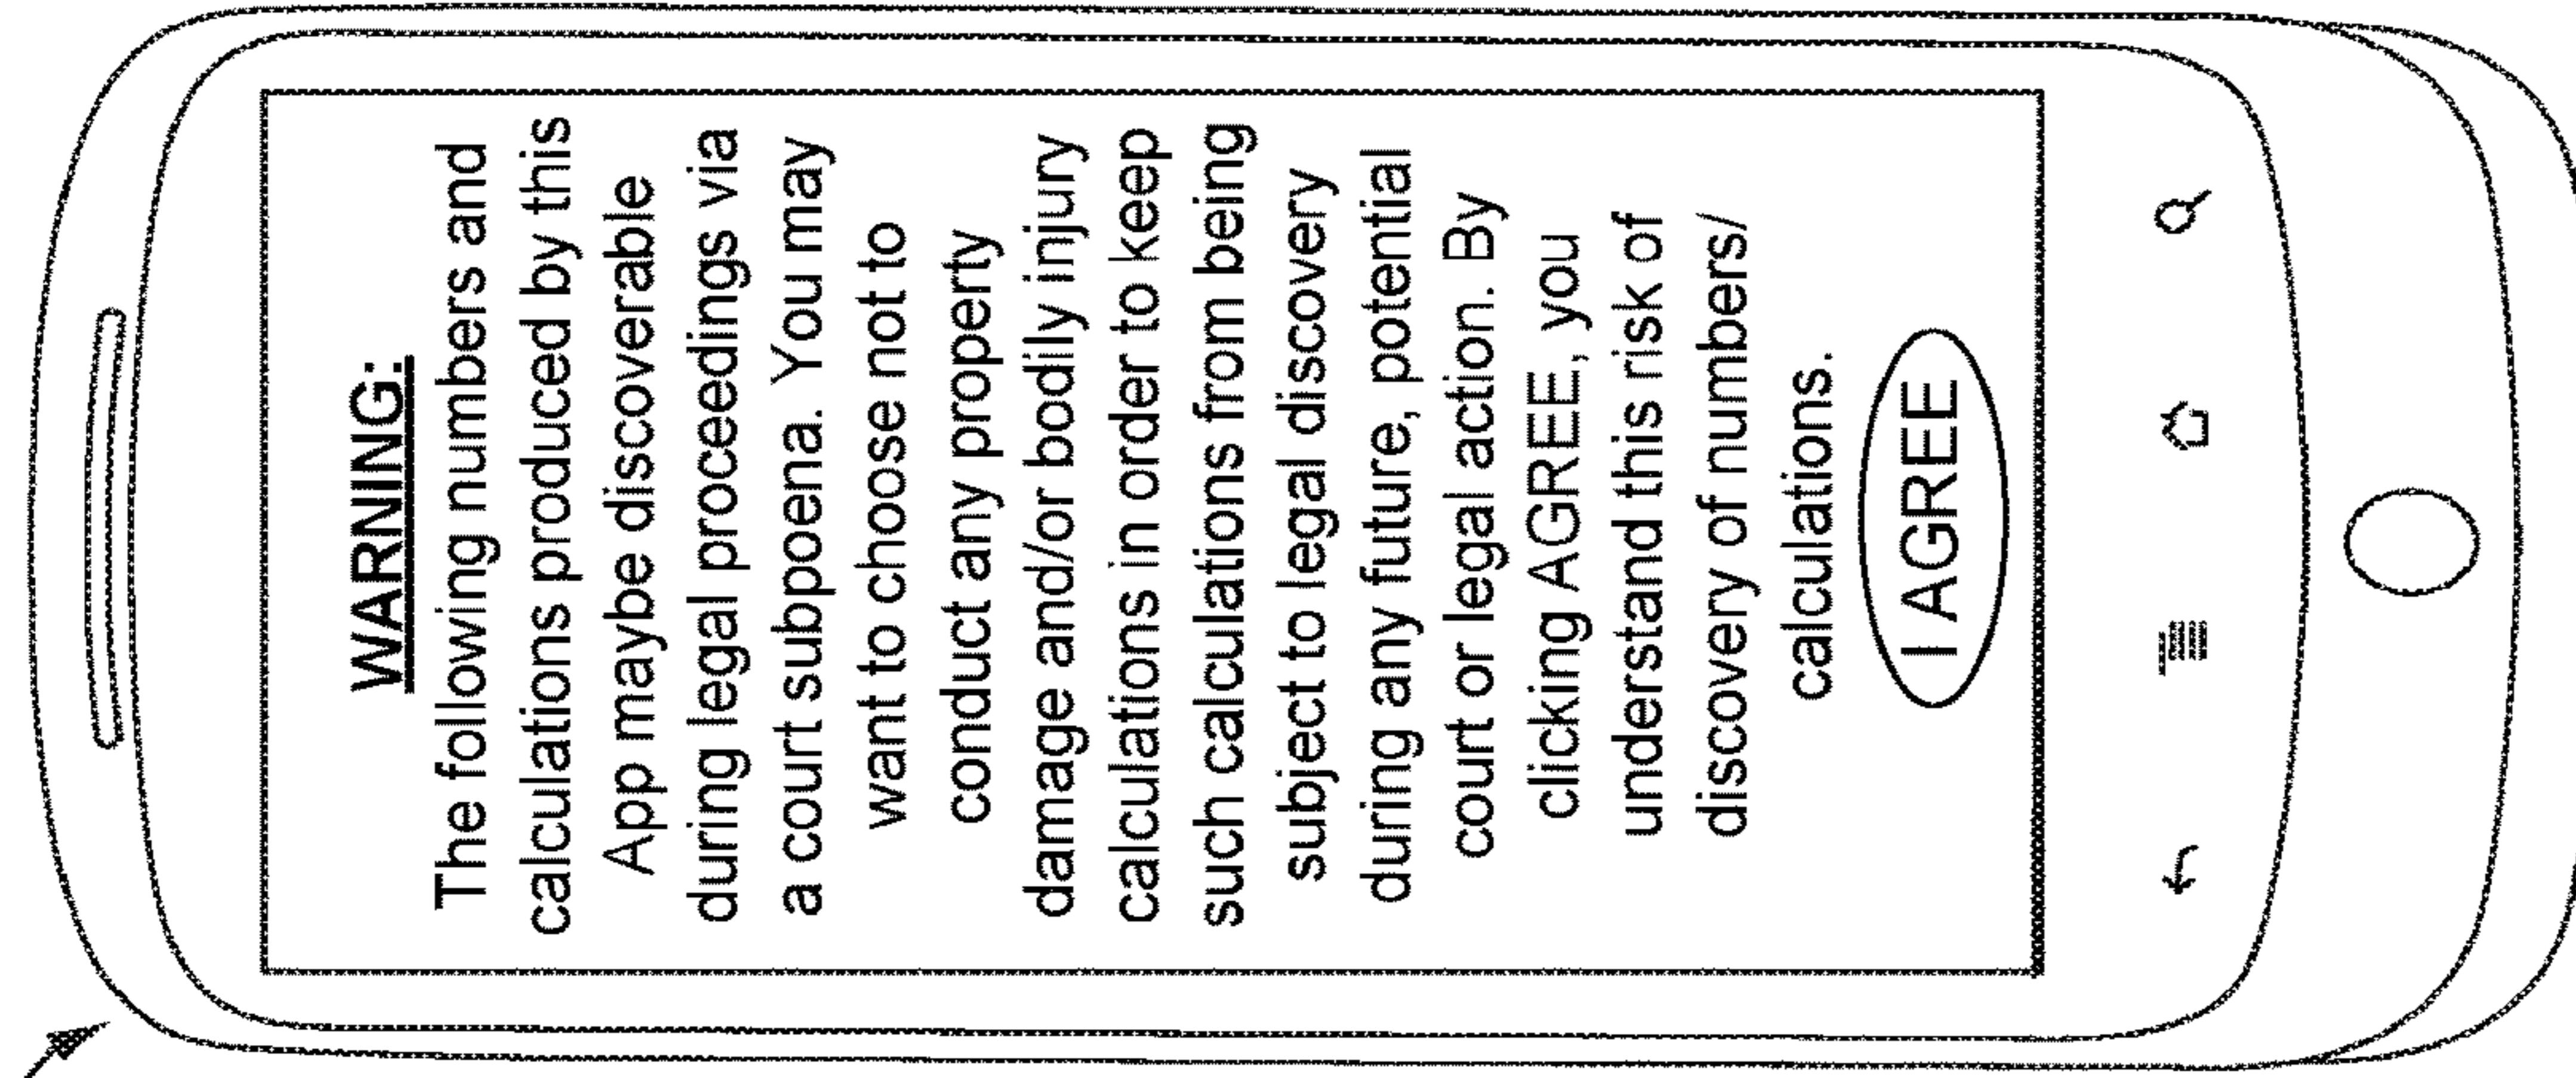 WARNING:
The following numbers and
calculations produced by this
App maybe discoverable
during legal proceedings via
a court subpoena. You may
want to choose not to
conduct any property
damage and/or bodily injury
calculations in order to keep
such calculations from being
subject to legal discovery
during any future, potential
court or legal action. By
clicking AGREE, you
understand this risk of
discovery of numbers/
calculations.
I AGREE